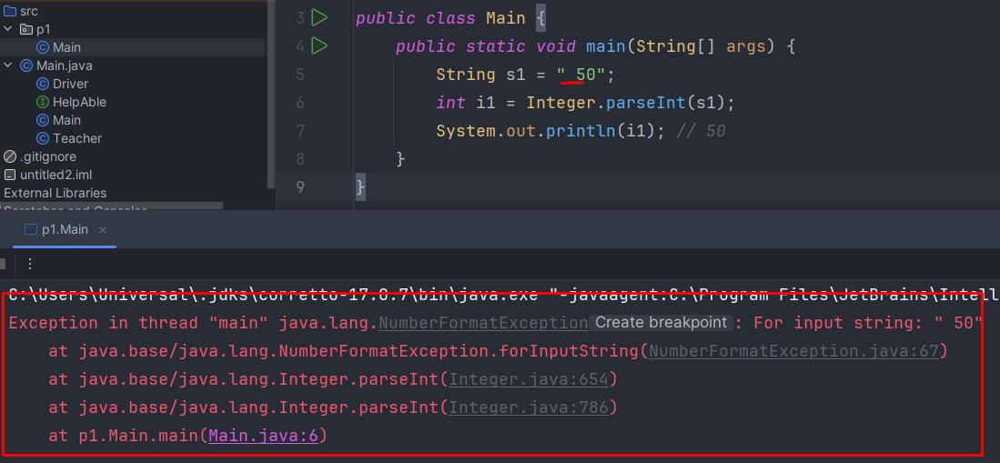 src
p1
Main
Main.java
Driver
HelpAble
Main
Teacher
.gitignore
untitled2.iml
External Libraries
Scratches and Consoles
3 public class Main {
4 public static void main(String[] args) {
5 String s1 = " 50";
6 int i1 = Integer.parseInt(s1);
7 System.out.println(i1); // 50
8 }
9 }
p1.Main
C:\Users\Universal\.jdks\corretto-17.0.7\bin\java.exe "-javaagent:C:\Program Files\JetBrains\Intell
Exception in thread "main" java.lang.NumberFormatException Create breakpoint : For input string: " 50"
at java.base/java.lang.NumberFormatException.forInputString(NumberFormatException.java:67)
at java.base/java.lang.Integer.parseInt(Integer.java:654)
at java.base/java.lang.Integer.parseInt(Integer.java:786)
at p1.Main.main(Main.java:6)